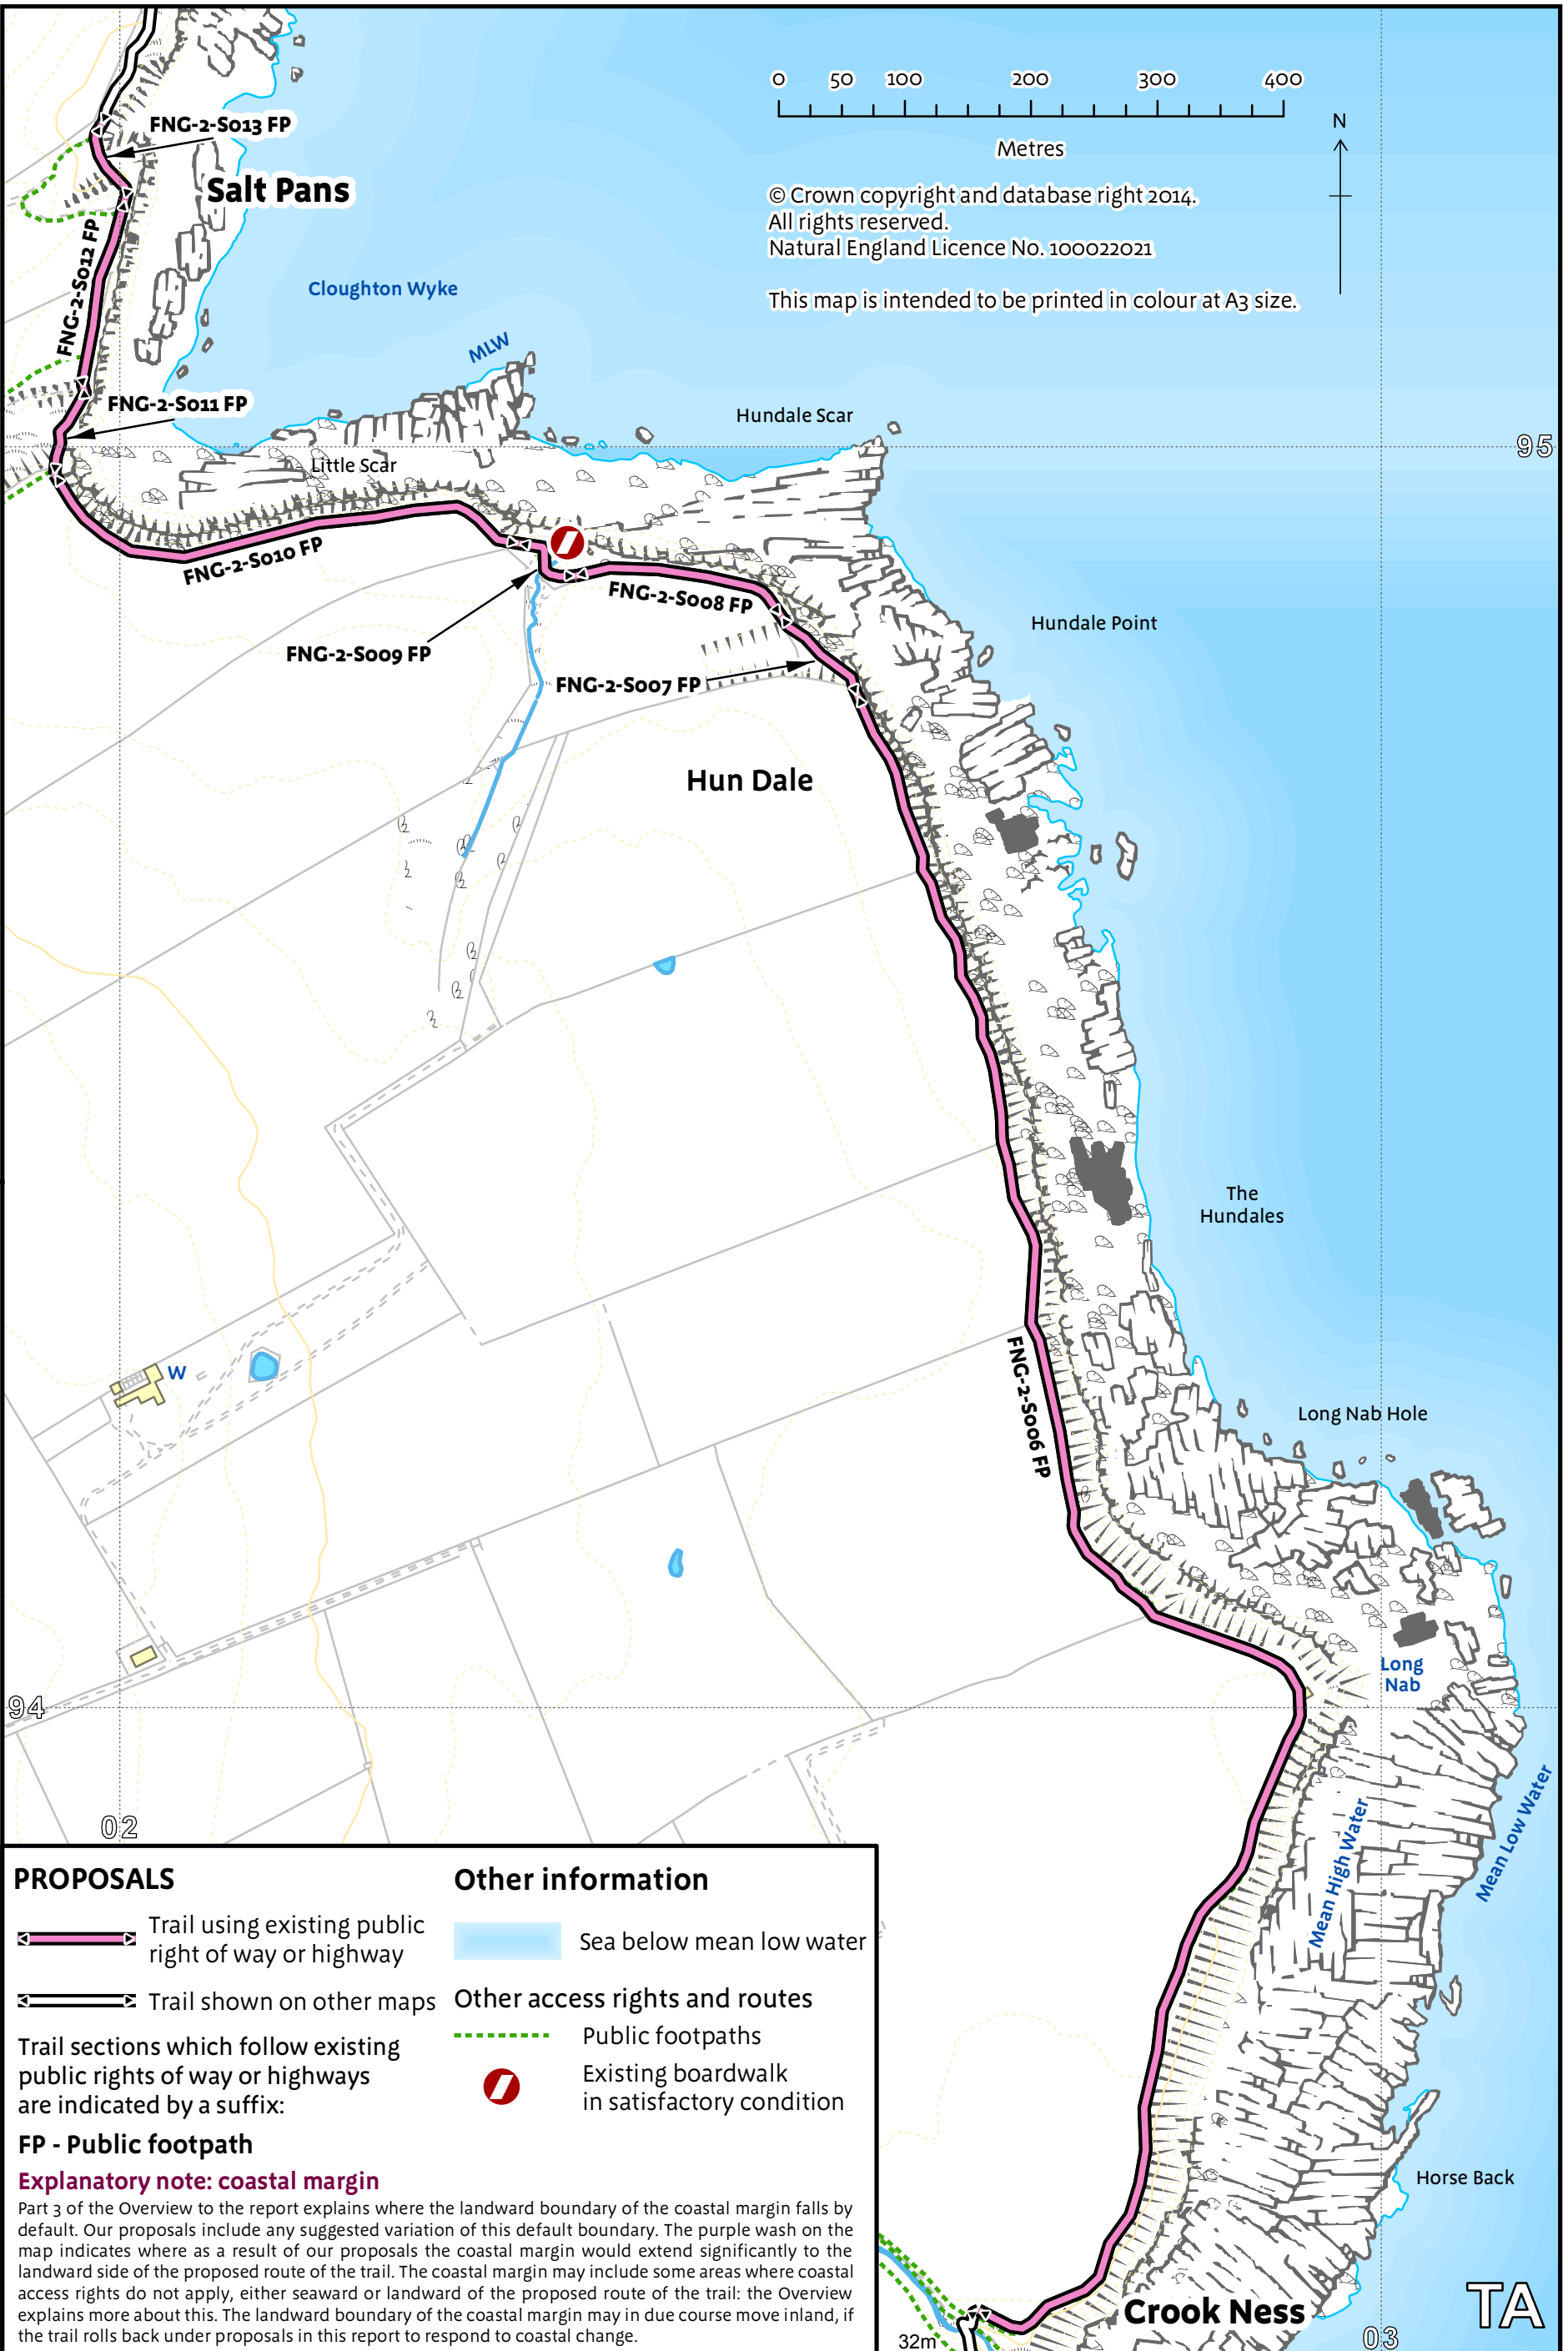 0 50 100 200 300 400
Metres
N
© Crown copyright and database right 2014.
All rights reserved.
Natural England Licence No. 100022021
This map is intended to be printed in colour at A3 size.
FNG-2-S013 FP
Salt Pans
FNG-2-S012 FP
Cloughton Wyke
MLW
FNG-2-S011 FP
Hundale Scar
95
Little Scar
FNG-2-S010 FP
FNG-2-S008 FP
Hundale Point
FNG-2-S009 FP
FNG-2-S007 FP
Hun Dale
The
Hundales
W
FNG-2-S006 FP
Long Nab Hole
Long
Nab
94
02
Mean High Water
Mean Low Water
Horse Back
Crook Ness
TA
03
32m
PROPOSALS
Trail using existing public
right of way or highway
Trail shown on other maps
Trail sections which follow existing
public rights of way or highways
are indicated by a suffix:
FP - Public footpath
Other information
Sea below mean low water
Other access rights and routes
Public footpaths
Existing boardwalk
in satisfactory condition
Explanatory note: coastal margin
Part 3 of the Overview to the report explains where the landward boundary of the coastal margin falls by
default. Our proposals include any suggested variation of this default boundary. The purple wash on the
map indicates where as a result of our proposals the coastal margin would extend significantly to the
landward side of the proposed route of the trail. The coastal margin may include some areas where coastal
access rights do not apply, either seaward or landward of the proposed route of the trail: the Overview
explains more about this. The landward boundary of the coastal margin may in due course move inland, if
the trail rolls back under proposals in this report to respond to coastal change.